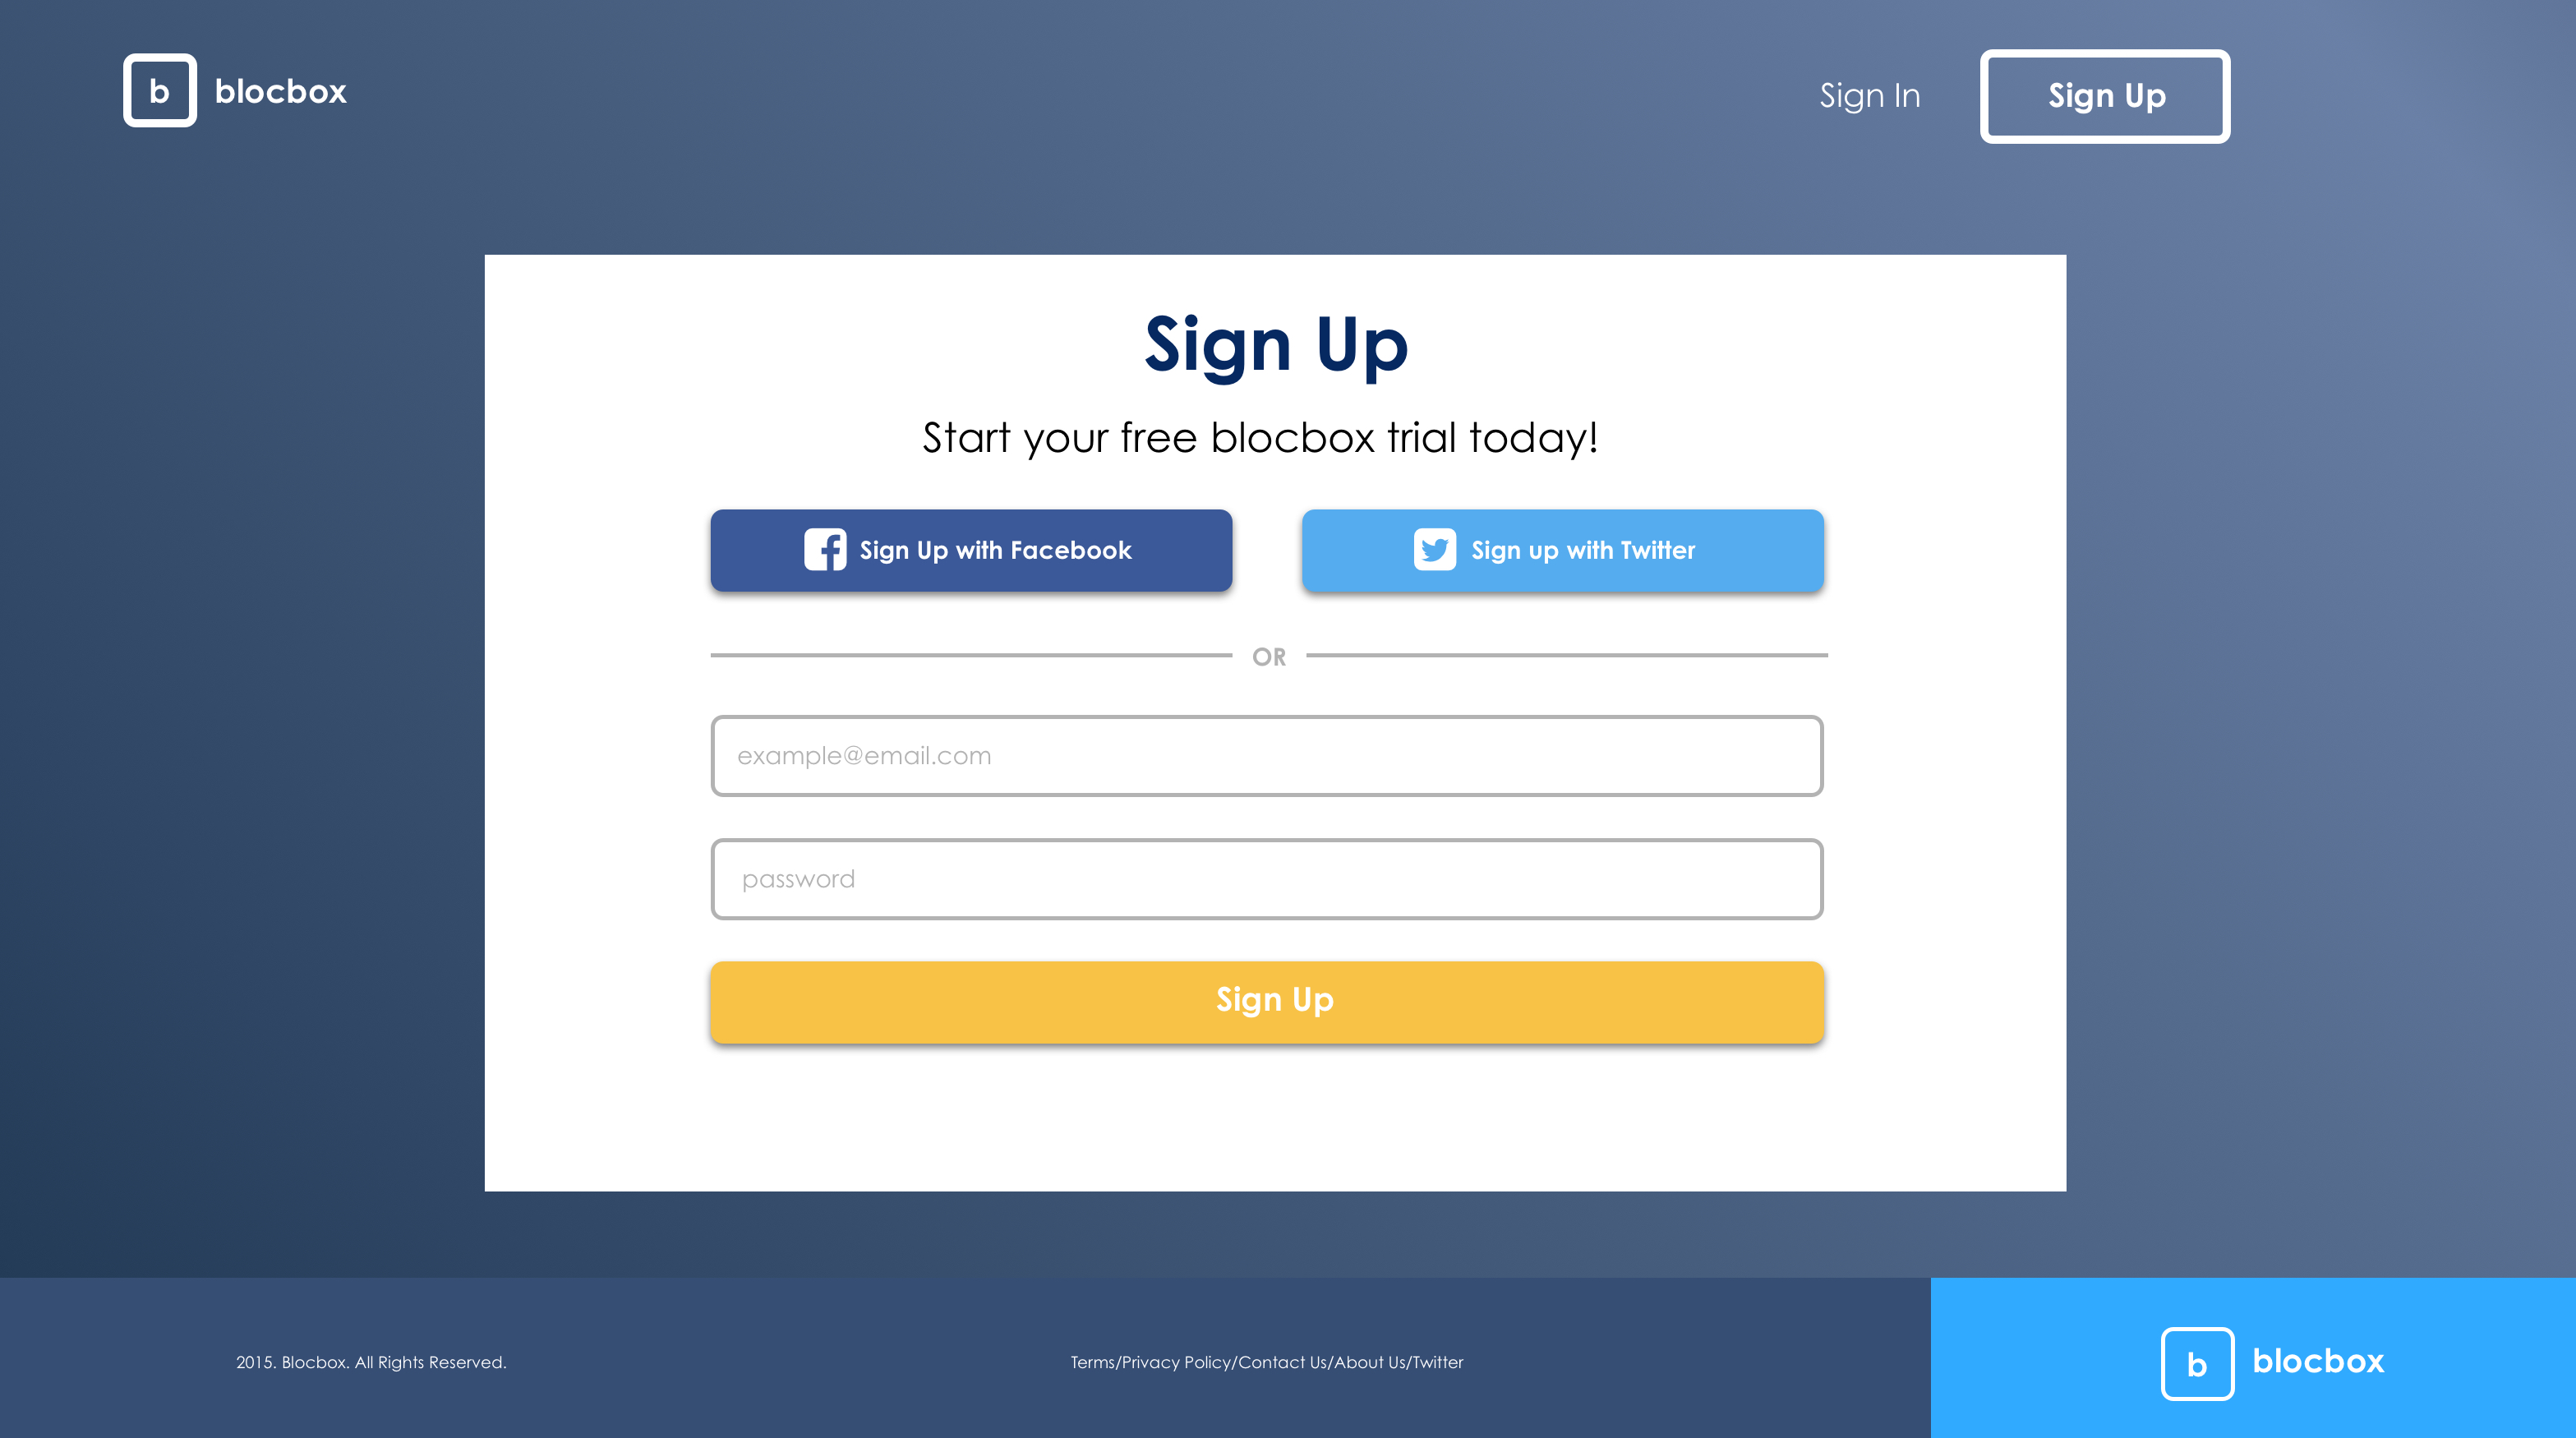 b blocbox
Sign In
Sign Up
Sign Up
Start your free blocbox trial today!
Sign Up with Facebook
Sign up with Twitter
OR
example@email.com
password
Sign Up
2015. Blocbox. All Rights Reserved.
Terms/Privacy Policy/Contact Us/About Us/Twitter
b blocbox